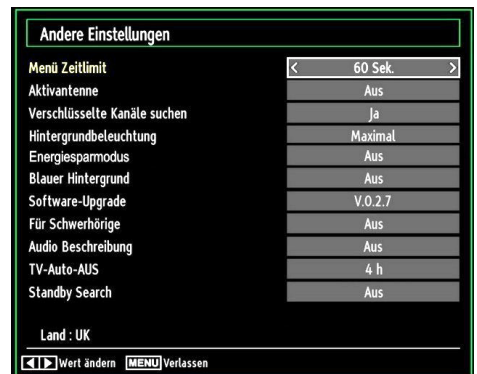 Andere Einstellungen
Menü Zeitlimit < 60 Sek. >
Aktivantenne Aus
Verschlüsselte Kanäle suchen Ja
Hintergrundbeleuchtung Maximal
Energiesparmodus Aus
Blauer Hintergrund Aus
Software-Upgrade V.0.2.7
Für Schwerhörige Aus
Audio Beschreibung Aus
TV-Auto-AUS 4 h
Standby Search Aus
Land : UK
Wert ändern MENU Verlassen